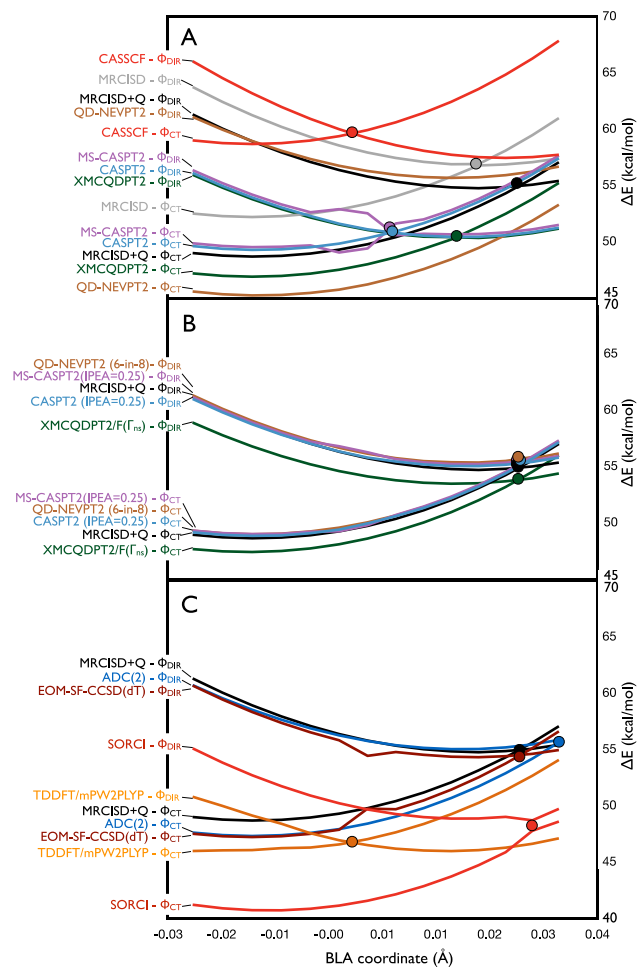 A
CASSCF - ΦDIR
MRCISD - ΦDIR
MRCISD+Q - ΦDIR
QD-NEVPT2 - ΦDIR
CASSCF - ΦCT
MS-CASPT2 - ΦDIR
CASPT2 - ΦDIR
XMCQDPT2 - ΦDIR
MRCISD - ΦCT
MS-CASPT2 - ΦCT
CASPT2 - ΦCT
MRCISD+Q - ΦCT
XMCQDPT2 - ΦCT
QD-NEVPT2 - ΦCT
70
65
60
55
50
45
ΔE (kcal/mol)
B
QD-NEVPT2 (6-in-8) - ΦDIR
MS-CASPT2(IPEA=0.25) - ΦDIR
MRCISD+Q - ΦDIR
CASPT2 (IPEA=0.25) - ΦDIR
XMCQDPT2/F(Γns) - ΦDIR
MS-CASPT2(IPEA=0.25) - ΦCT
QD-NEVPT2 (6-in-8) - ΦCT
CASPT2 (IPEA=0.25) - ΦCT
MRCISD+Q - ΦCT
XMCQDPT2/F(Γns) - ΦCT
70
65
60
55
50
45
ΔE (kcal/mol)
C
MRCISD+Q - ΦDIR
ADC(2) - ΦDIR
EOM-SF-CCSD(dT) - ΦDIR
SORCI - ΦDIR
TDDFT/mPW2PLYP - ΦDIR
MRCISD+Q - ΦCT
ADC(2) - ΦCT
EOM-SF-CCSD(dT) - ΦCT
TDDFT/mPW2PLYP - ΦCT
SORCI - ΦCT
70
65
60
55
50
45
40
ΔE (kcal/mol)
-0.03 -0.01 -0.00 0.01 0.02 0.03 0.04
BLA coordinate (Å)